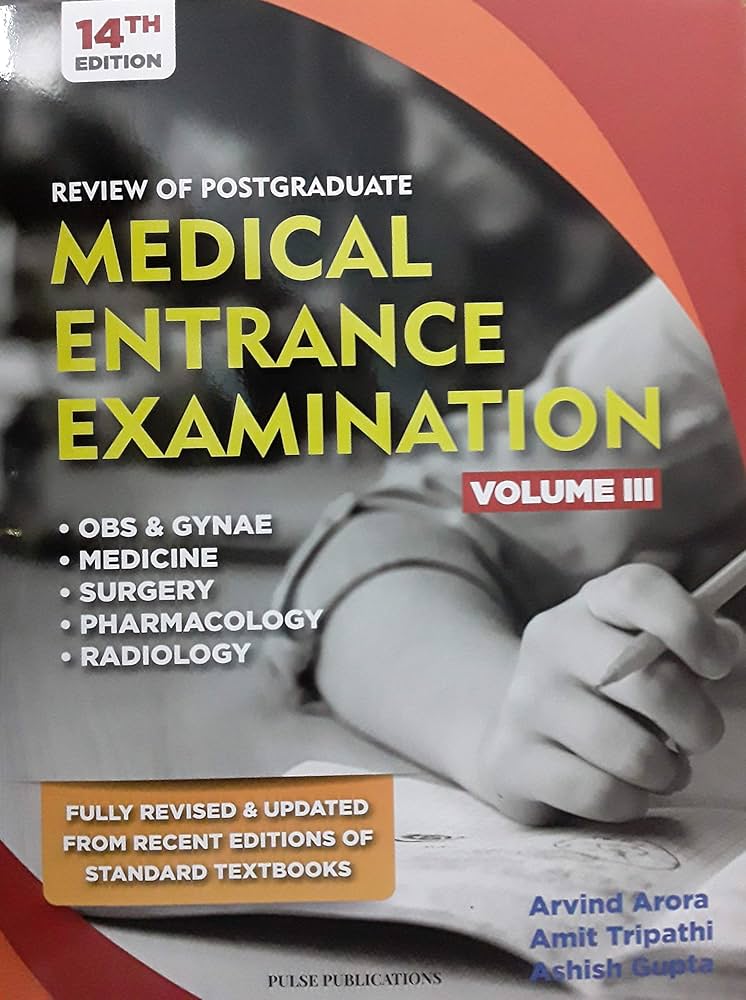 14TH
EDITION
REVIEW OF POSTGRADUATE
MEDICAL
ENTRANCE
EXAMINATION
VOLUME III
• OBS & GYNAE
• MEDICINE
• SURGERY
• PHARMACOLOGY
• RADIOLOGY
FULLY REVISED & UPDATED
FROM RECENT EDITIONS OF
STANDARD TEXTBOOKS
Arvind Arora
Amit Tripathi
Ashish Gupta
PULSE PUBLICATIONS